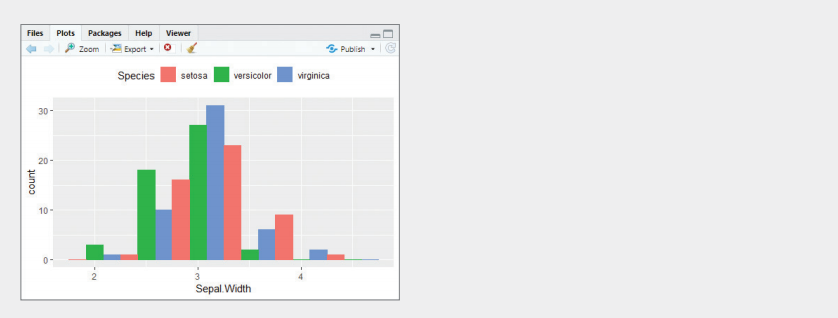 Files Plots Packages Help Viewer
Zoom Export Publish
Species setosa versicolor virginica
30
20
10
0
count
2 3 4
Sepal.Width